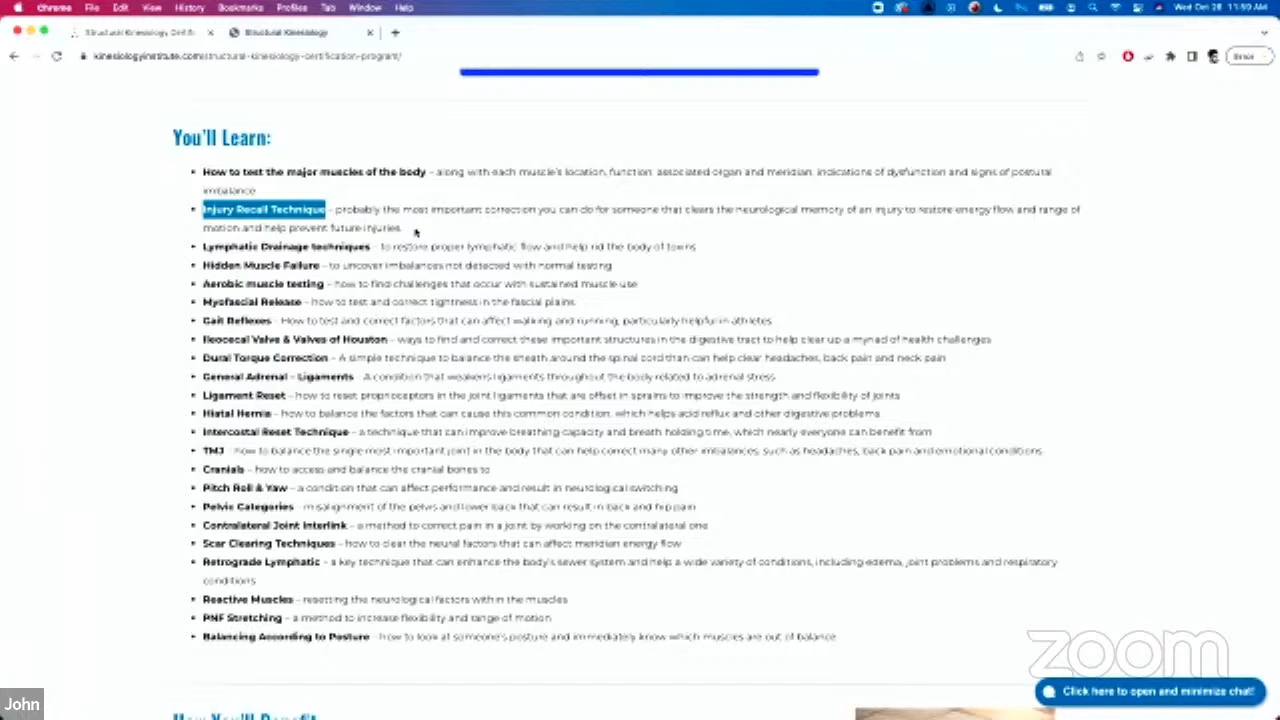 Chrome File Edit View History Bookmarks Profiles Tab Window Help Wed Oct 26 11:50 AM
Structural Kinesiology Certific Structural Kinesiology
kinesiologyinstitute.com/structural-kinesiology-certification-program/ Error
You'll Learn:
How to test the major muscles of the body – along with each muscle's location, function, associated organ and meridian, indications of dysfunction and signs of postural
imbalance
Injury Recall Technique – probably the most important correction you can do for someone that clears the neurological memory of an injury to restore energy flow and range of
motion and help prevent future injuries.
Lymphatic Drainage techniques – to restore proper lymphatic flow and help rid the body of toxins
Hidden Muscle Failure – to uncover imbalances not detected with normal testing
Aerobic muscle testing – how to find challenges that occur with sustained muscle use
Myofascial Release – how to test and correct tightness in the fascial plains
Gait Reflexes – How to test and correct factors that can affect walking and running, particularly helpful in athletes
Ileocecal Valve & Valves of Houston – ways to find and correct these important structures in the digestive tract to help clear up a myriad of health challenges
Dural Torque Correction – A simple technique to balance the sheath around the spinal cord than can help clear headaches, back pain and neck pain
General Adrenal – Ligaments – A condition that weakens ligaments throughout the body related to adrenal stress
Ligament Reset – how to reset proprioceptors in the joint ligaments that are offset in sprains to improve the strength and flexibility of joints
Hiatal Hernia – how to balance the factors that can cause this common condition, which helps acid reflux and other digestive problems
Intercostal Reset Technique – a technique that can improve breathing capacity and breath holding time, which nearly everyone can benefit from
TMJ – how to balance the single most important joint in the body that can help correct many other imbalances, such as headaches, back pain and emotional conditions
Cranials – how to access and balance the cranial bones to
Pitch Roll & Yaw – a condition that can affect performance and result in neurological switching
Pelvic Categories – misalignment of the pelvis and lower back that can result in back and hip pain
Contralateral Joint Interlink – a method to correct pain in a joint by working on the contralateral one
Scar Clearing Techniques – how to clear the neural factors that can affect meridian energy flow
Retrograde Lymphatic – a key technique that can enhance the body's sewer system and help a wide variety of conditions, including edema, joint problems and respiratory
conditions
Reactive Muscles – resetting the neurological factors within the muscles
PNF Stretching – a method to increase flexibility and range of motion
Balancing According to Posture – how to look at someone's posture and immediately know which muscles are out of balance
zoom
Click here to open and minimize chat!
John
How You'll Benefit